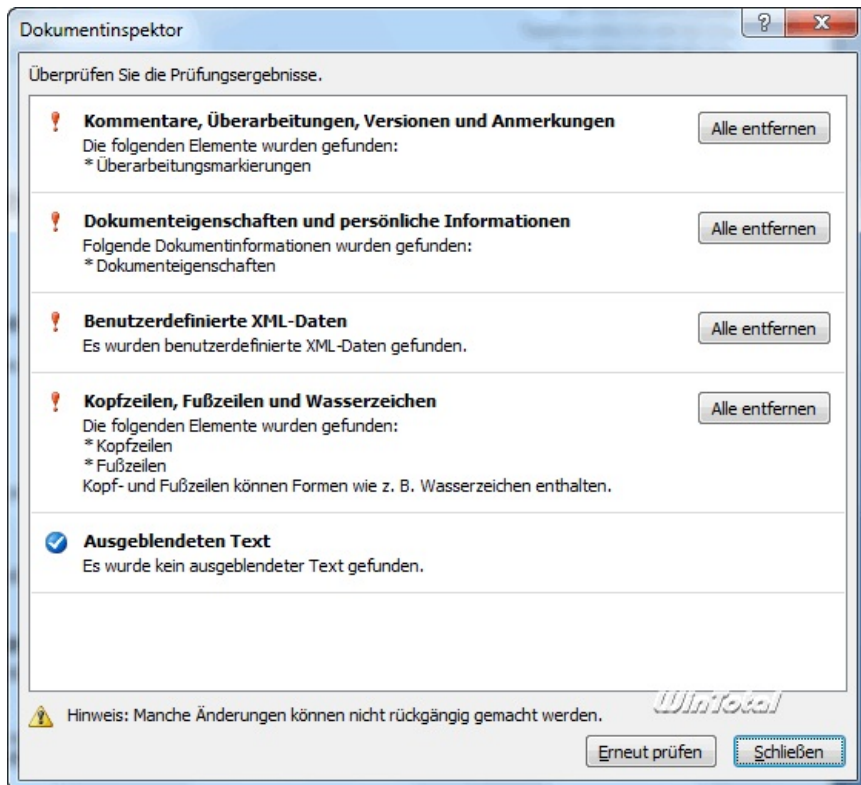 Dokumentinspektor
Überprüfen Sie die Prüfungsergebnisse.
Kommentare, Überarbeitungen, Versionen und Anmerkungen
Alle entfernen
Die folgenden Elemente wurden gefunden:
* Überarbeitungsmarkierungen
Dokumenteigenschaften und persönliche Informationen
Alle entfernen
Folgende Dokumentinformationen wurden gefunden:
* Dokumenteigenschaften
Benutzerdefinierte XML-Daten
Alle entfernen
Es wurden benutzerdefinierte XML-Daten gefunden.
Kopfzeilen, Fußzeilen und Wasserzeichen
Alle entfernen
Die folgenden Elemente wurden gefunden:
* Kopfzeilen
* Fußzeilen
Kopf- und Fußzeilen können Formen wie z. B. Wasserzeichen enthalten.
Ausgeblendeten Text
Es wurde kein ausgeblendeter Text gefunden.
WinTotal
Hinweis: Manche Änderungen können nicht rückgängig gemacht werden.
Erneut prüfen
Schließen